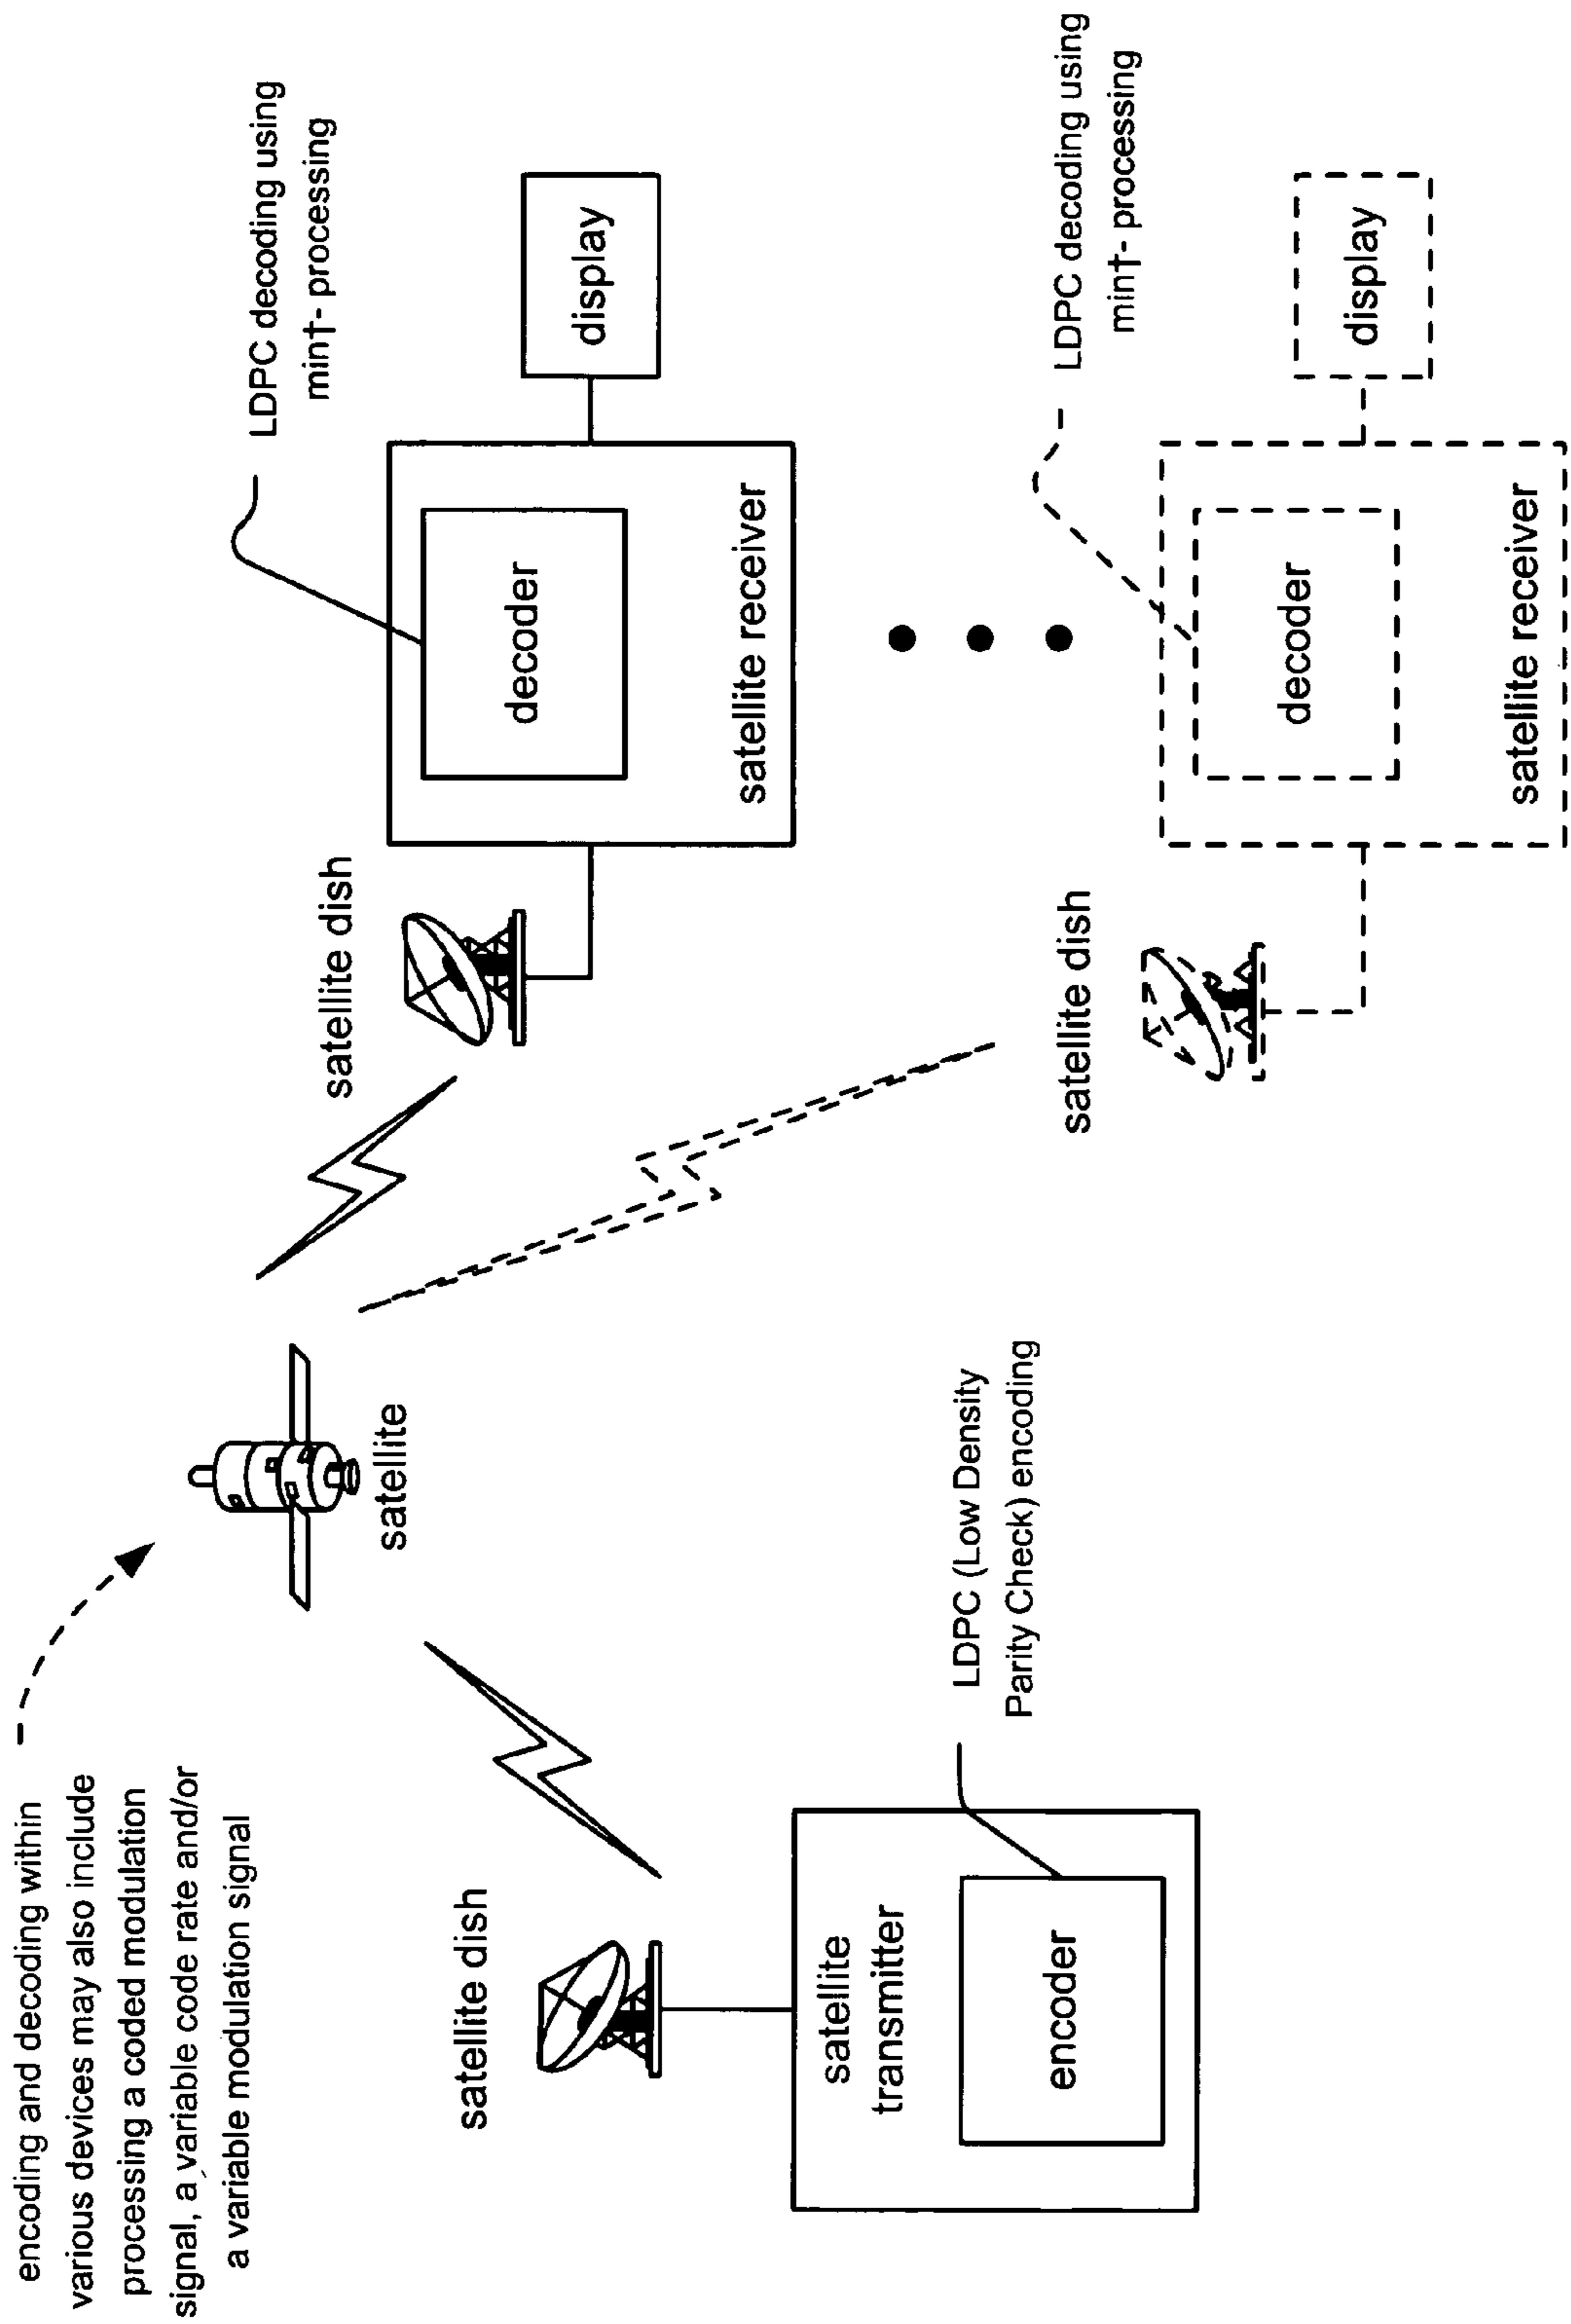 encoding and decoding within
various devices may also include
processing a coded modulation
signal, a variable code rate and/or
a variable modulation signal
satellite
satellite dish
LDPC decoding using
min†- processing
decoder
satellite receiver
display
satellite dish
satellite
transmitter
encoder
LDPC (Low Density
Parity Check) encoding
satellite dish
LDPC decoding using
min†- processing
decoder
satellite receiver
display